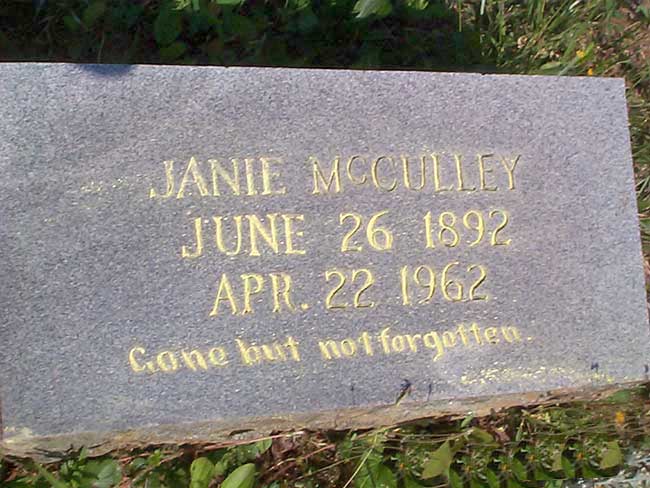 JANIE McCULLEY
JUNE 26 1892
APR. 22 1962
Gone but not forgotten.